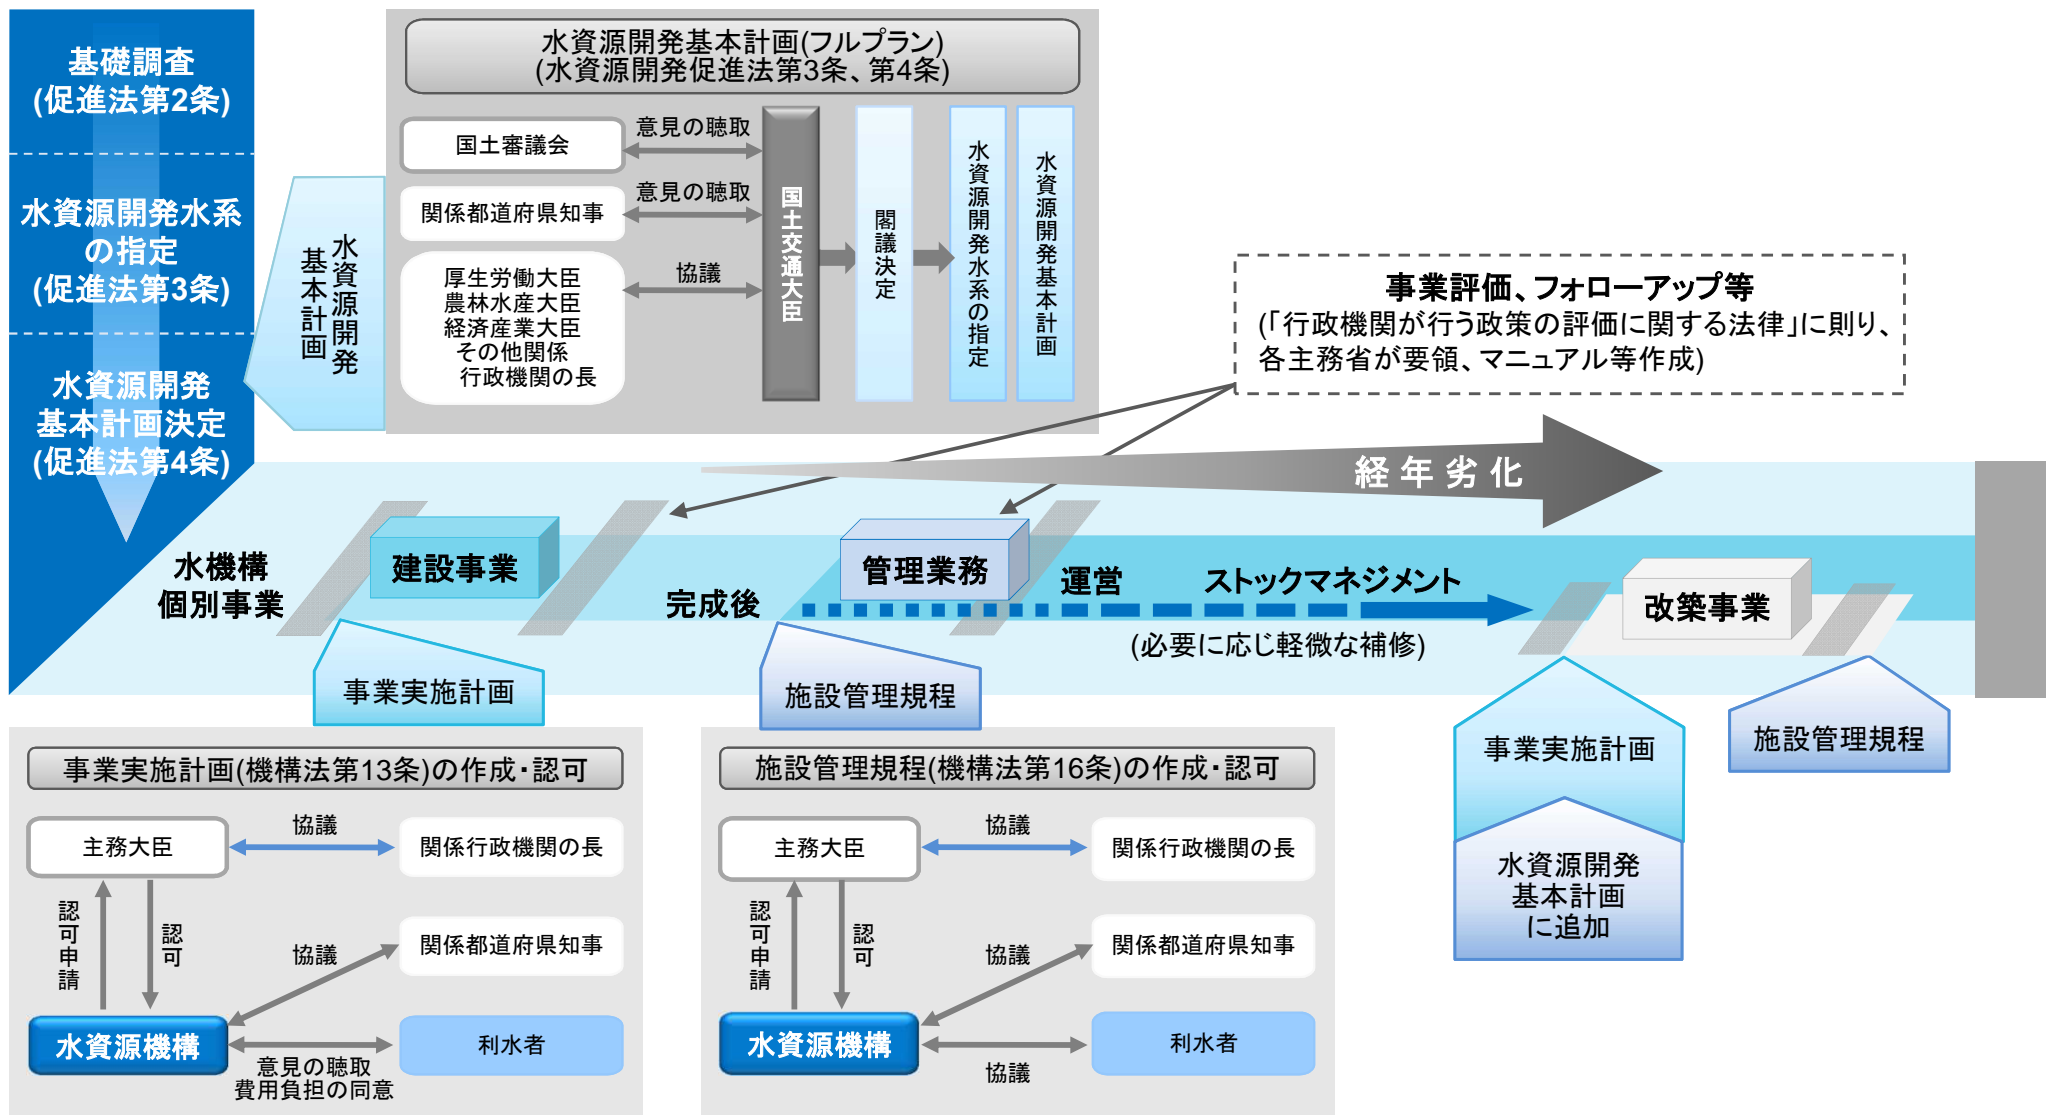 基礎調査
(促進法第2条)
水資源開発水系
の指定
(促進法第3条)
水資源開発
基本計画決定
(促進法第4条)
水資源開発
基本計画
水資源開発基本計画(フルプラン)
(水資源開発促進法第3条、第4条)
国土審議会
意見の聴取
関係都道府県知事
意見の聴取
厚生労働大臣
農林水産大臣
経済産業大臣
その他関係
行政機関の長
協議
国土交通大臣
閣議決定
水資源開発水系の指定
水資源開発基本計画
事業評価、フォローアップ等
(「行政機関が行う政策の評価に関する法律」に則り、
各主務省が要領、マニュアル等作成)
経年劣化
水機構
個別事業
建設事業
完成後
管理業務
運営
ストックマネジメント
(必要に応じ軽微な補修)
改築事業
事業実施計画
施設管理規程
事業実施計画
水資源開発
基本計画
に追加
施設管理規程
事業実施計画(機構法第13条)の作成・認可
主務大臣
協議
関係行政機関の長
認可申請
認可
協議
関係都道府県知事
水資源機構
利水者
意見の聴取
費用負担の同意
施設管理規程(機構法第16条)の作成・認可
主務大臣
協議
関係行政機関の長
認可申請
認可
協議
関係都道府県知事
水資源機構
利水者
協議